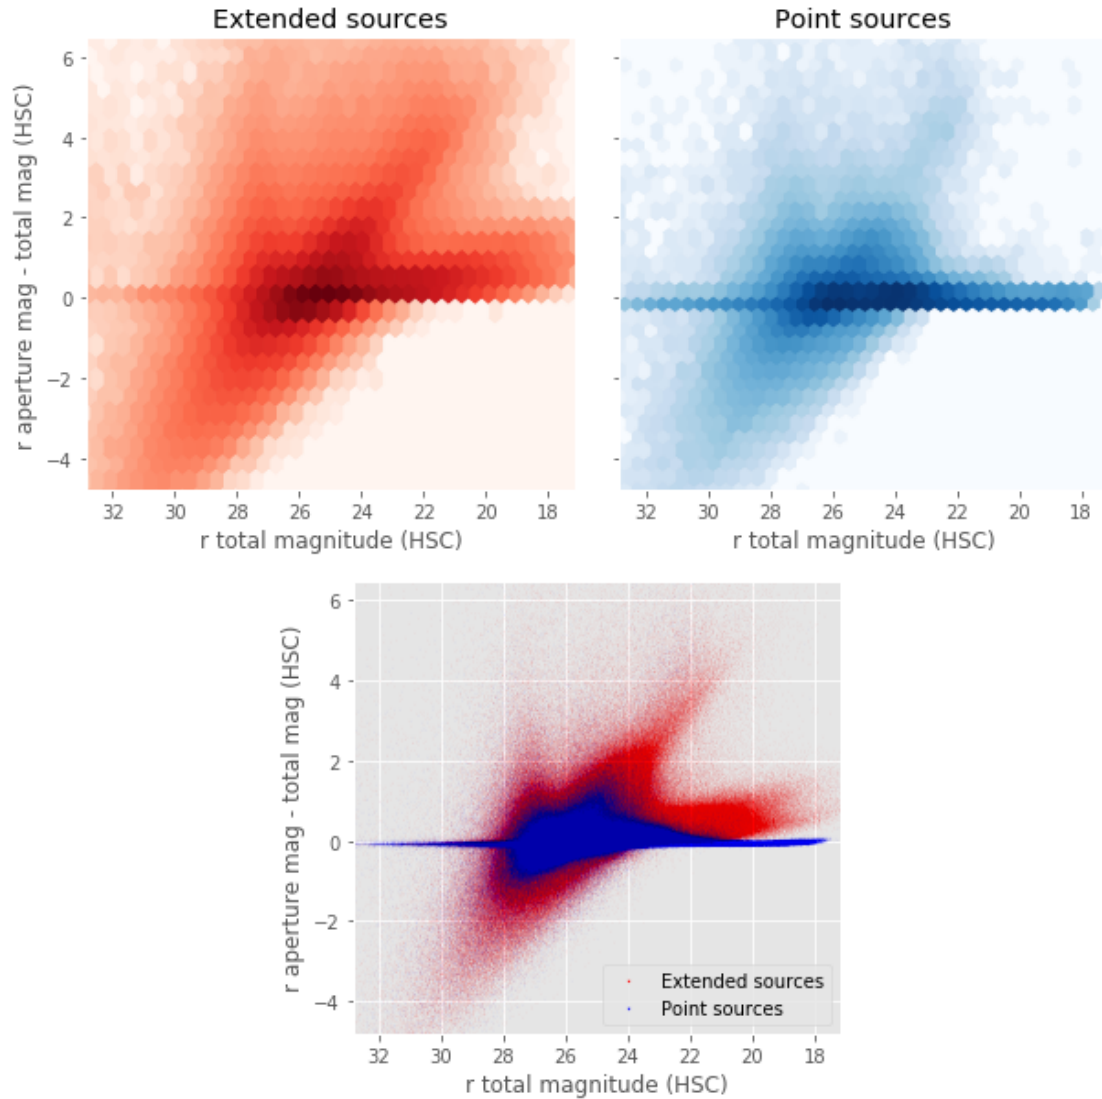 Extended sources
Point sources
r aperture mag - total mag (HSC)
6
4
2
0
−2
−4
32 30 28 26 24 22 20 18
r total magnitude (HSC)
32 30 28 26 24 22 20 18
r total magnitude (HSC)
r aperture mag - total mag (HSC)
6
4
2
0
−2
−4
Extended sources
Point sources
32 30 28 26 24 22 20 18
r total magnitude (HSC)